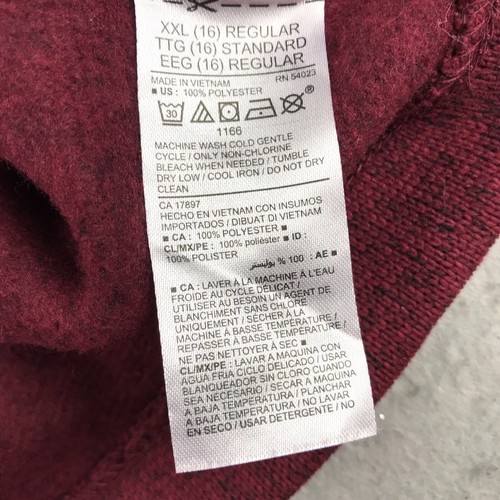 XXL (16) REGULAR
TTG (16) STANDARD
EEG (16) REGULAR
MADE IN VIETNAM RN 54023
■ US : 100% POLYESTER
30
1166
MACHINE WASH COLD GENTLE
CYCLE / ONLY NON-CHLORINE
BLEACH WHEN NEEDED / TUMBLE
DRY LOW / COOL IRON / DO NOT DRY
CLEAN
CA 17897
HECHO EN VIETNAM CON INSUMOS
IMPORTADOS / DIBUAT DI VIETNAM
■ CA : 100% POLYESTER ■
CL/MX/PE : 100% poliéster ■ ID :
100% POLISTER
■ AE : 100 % بوليستر
■ CA : LAVER À LA MACHINE À L'EAU
FROIDE AU CYCLE DÉLICAT /
UTILISER AU BESOIN UN AGENT DE
BLANCHIMENT SANS CHLORE
UNIQUEMENT / SÉCHER À LA
MACHINE À BASSE TEMPÉRATURE /
REPASSER À BASSE TEMPÉRATURE /
NE PAS NETTOYER À SEC ■
CL/MX/PE : LAVAR A MAQUINA CON
AGUA FRIA CICLO DELICADO / USAR
BLANQUEADOR SIN CLORO CUANDO
SEA NECESARIO / SECAR A MAQUINA
A BAJA TEMPERATURA / PLANCHAR
A BAJA TEMPERATURA / NO LAVAR
EN SECO / USAR DETERGENTE / NO